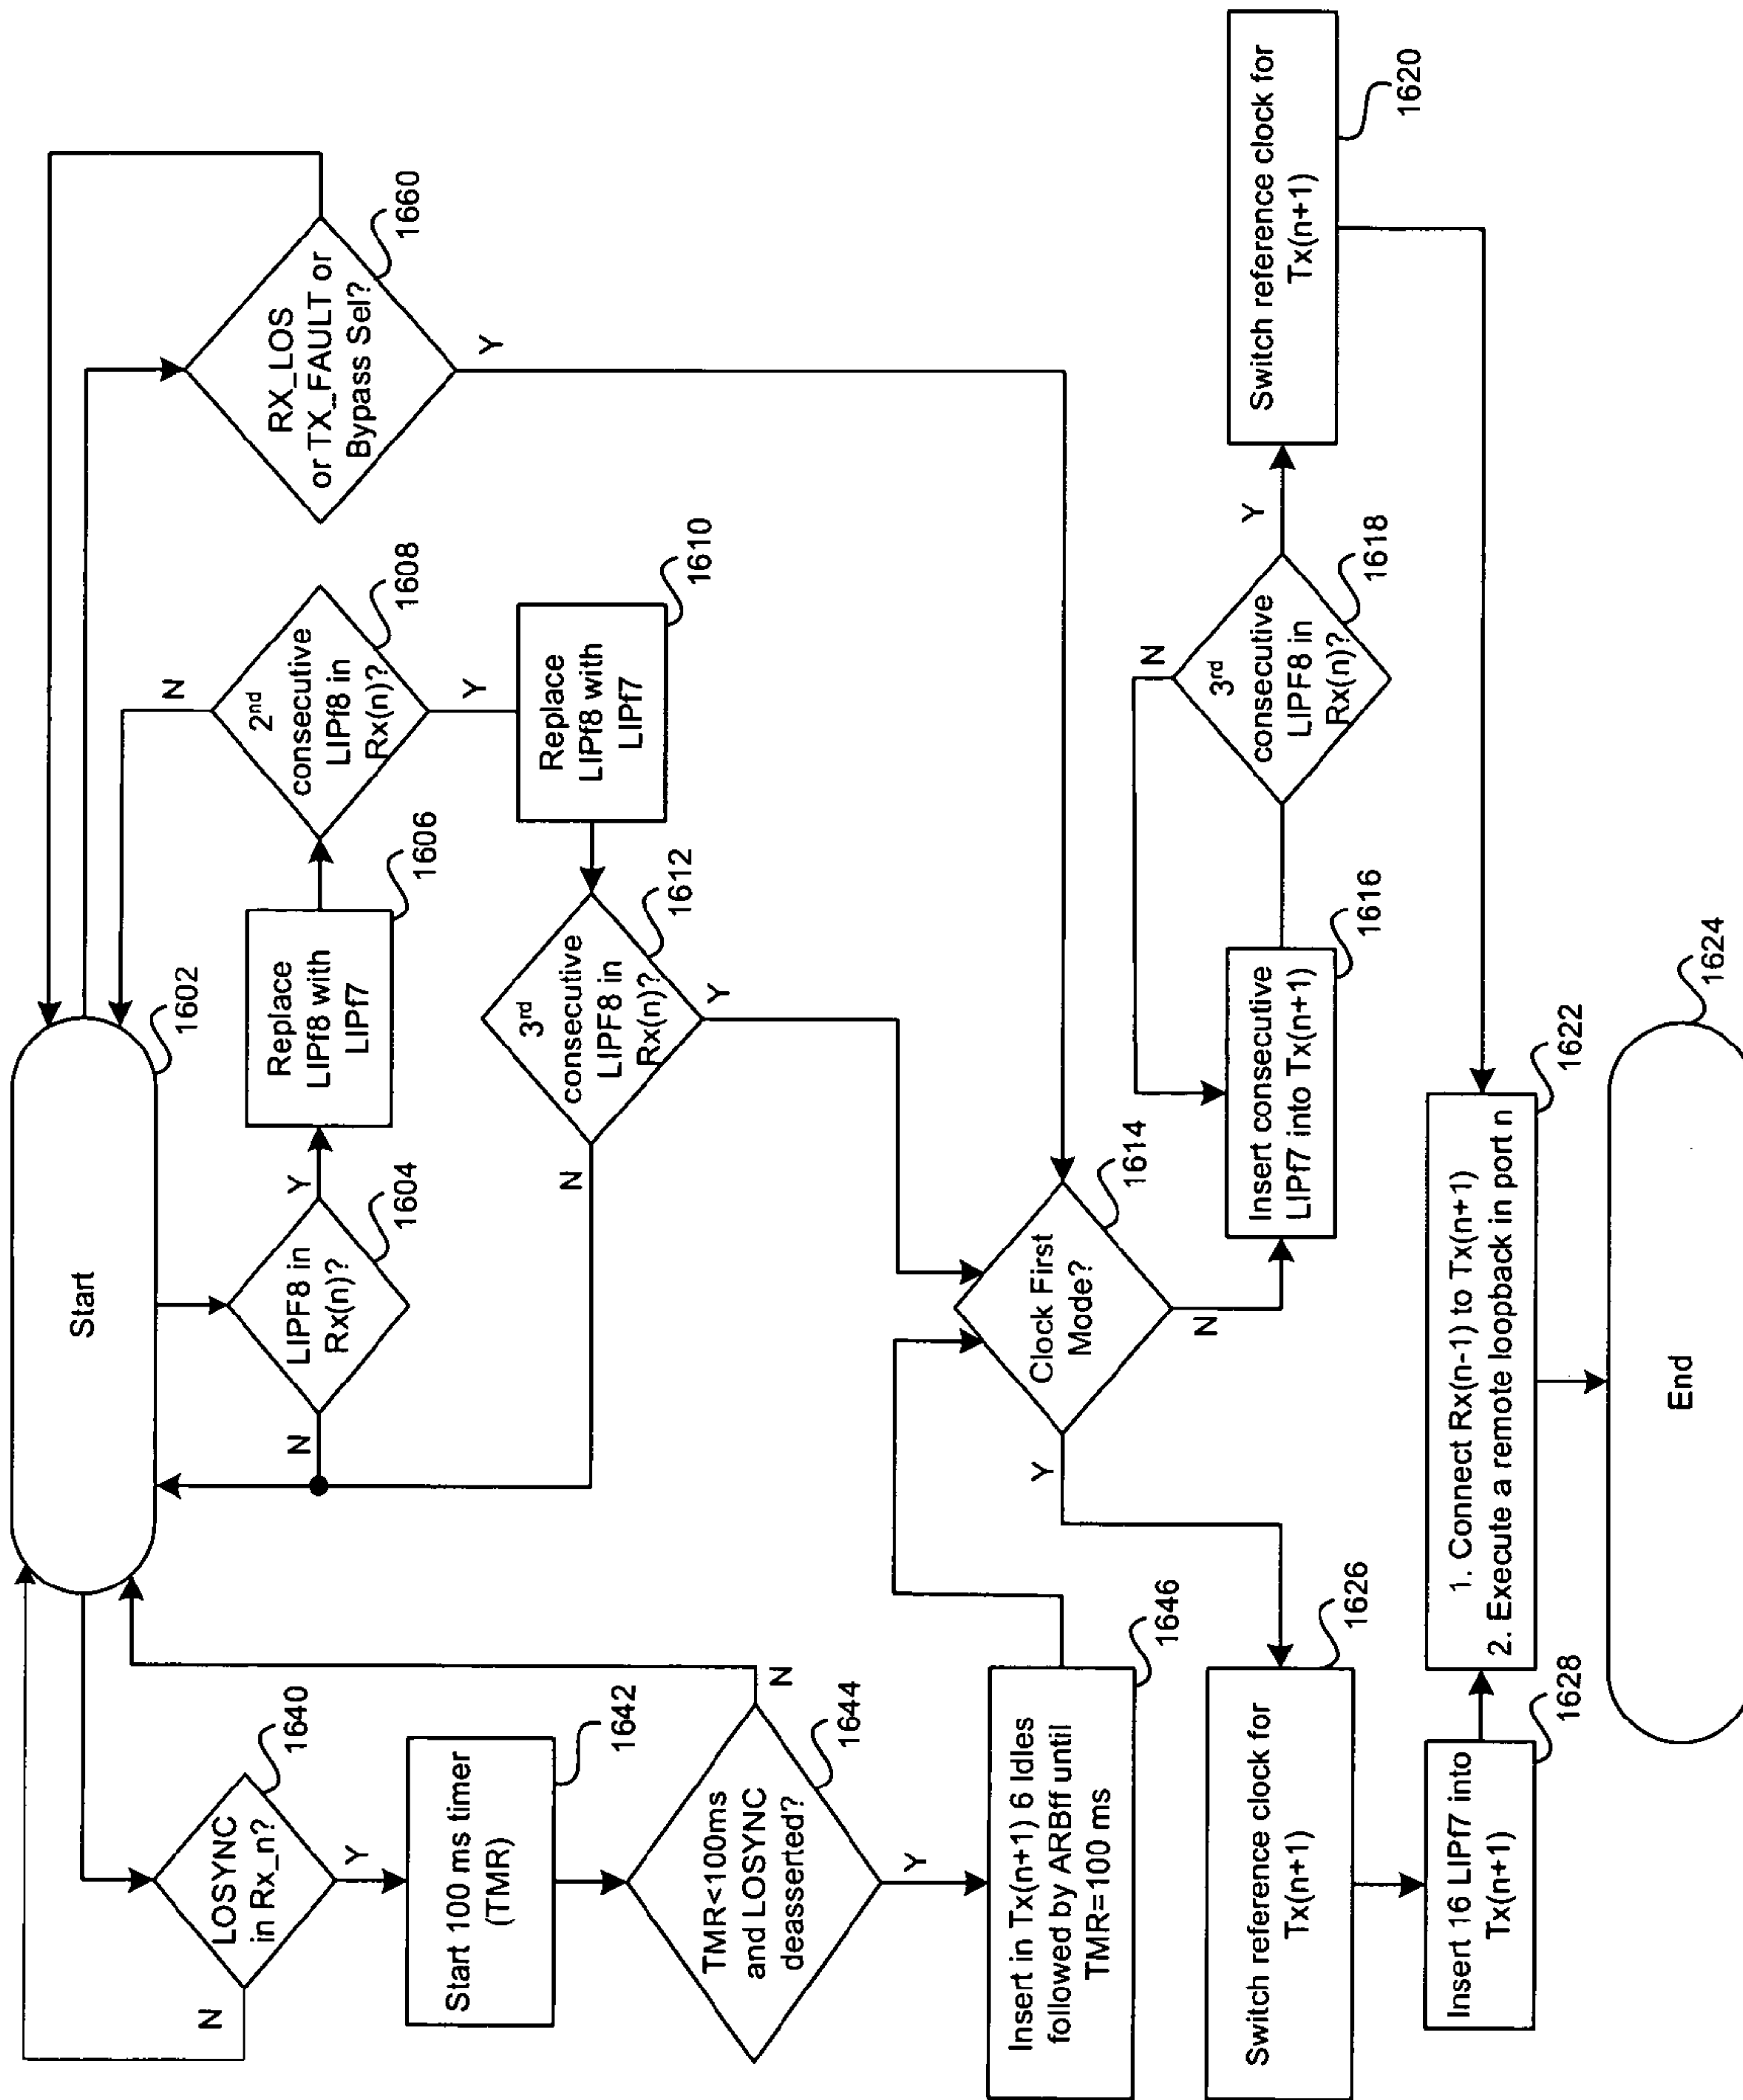 Start
1602
LOSYNC
in Rx_n?
1640
N
Y
Start 100 ms timer
(TMR)
1642
TMR<100ms
and LOSYNC
deasserted?
1644
N
Y
Insert in Tx(n+1) 6 Idles
followed by ARBff until
TMR=100 ms
1646
LIPF8 in
Rx(n)?
1604
N
Y
Replace
LIPf8 with
LIPf7
1606
2nd
consecutive
LIPf8 in
Rx(n)?
1608
N
Y
Replace
LIPf8 with
LIPf7
1610
3rd
consecutive
LIPF8 in
Rx(n)?
1612
N
Y
RX_LOS
or TX_FAULT or
Bypass Sel?
1660
Y
Clock First
Mode?
1614
Y
N
Insert consecutive
LIPf7 into Tx(n+1)
1616
3rd
consecutive
LIPF8 in
Rx(n)?
1618
N
Y
Switch reference clock for
Tx(n+1)
1620
Switch reference clock for
Tx(n+1)
1626
Insert 16 LIPf7 into
Tx(n+1)
1628
1. Connect Rx(n-1) to Tx(n+1)
2. Execute a remote loopback in port n
1622
End
1624